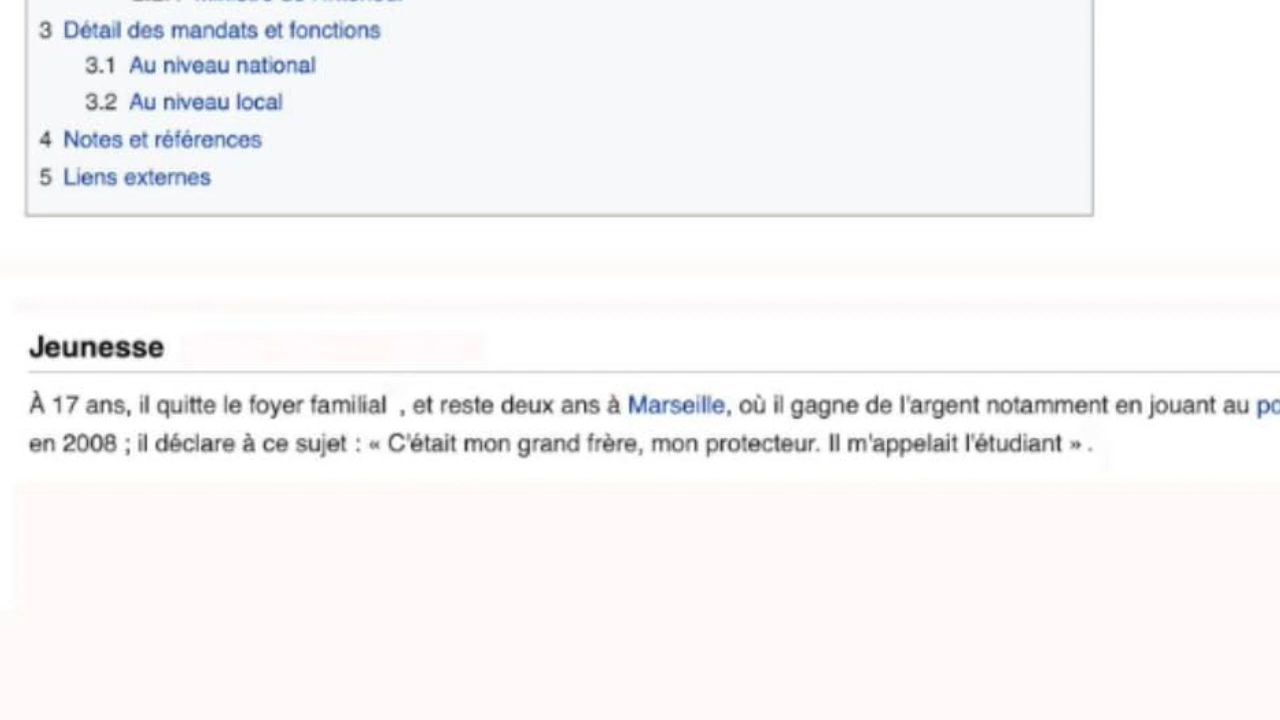 3 Détail des mandats et fonctions
3.1 Au niveau national
3.2 Au niveau local
4 Notes et références
5 Liens externes
Jeunesse
À 17 ans, il quitte le foyer familial , et reste deux ans à Marseille, où il gagne de l'argent notamment en jouant au
en 2008 ; il déclare à ce sujet : « C'était mon grand frère, mon protecteur. Il m'appelait l'étudiant » .